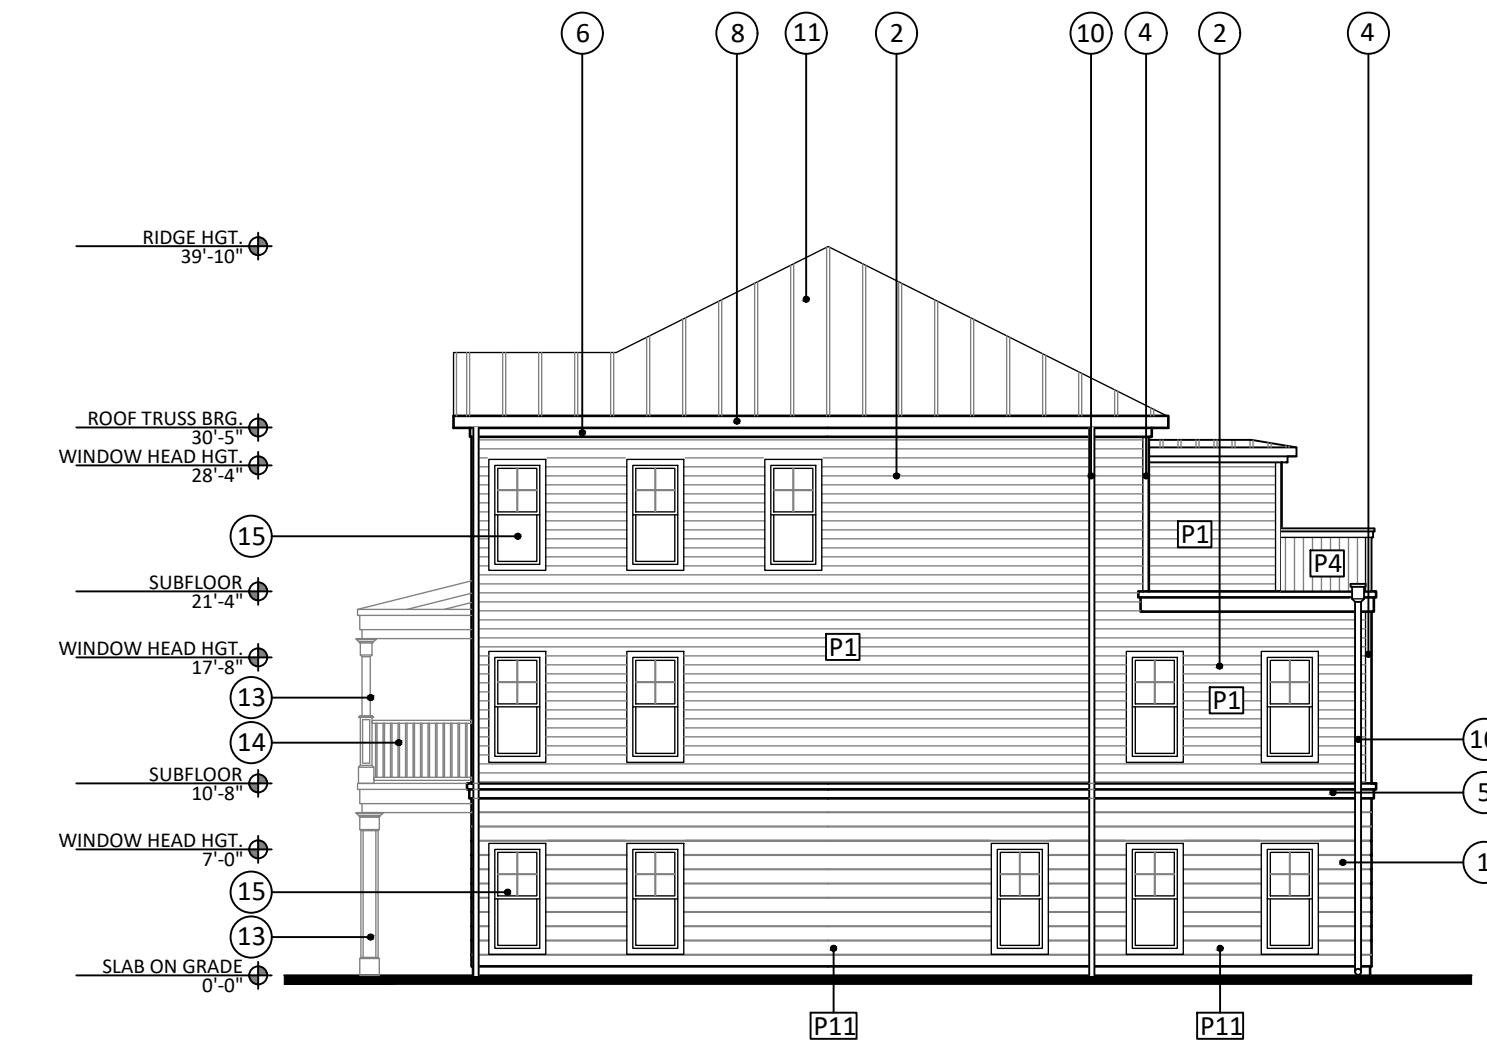 6
8
11
2
10
4
2
4
RIDGE HGT.
39'-10"
ROOF TRUSS BRG.
30'-5"
WINDOW HEAD HGT.
28'-4"
15
P1
P4
SUBFLOOR
21'-4"
WINDOW HEAD HGT.
17'-8"
P1
P1
13
14
SUBFLOOR
10'-8"
5
WINDOW HEAD HGT.
7'-0"
15
13
SLAB ON GRADE
0'-0"
P11
P11